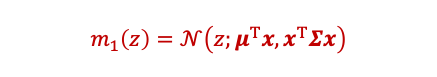 m₁(z) = 𝒩(z; μᵀx, xᵀΣx)